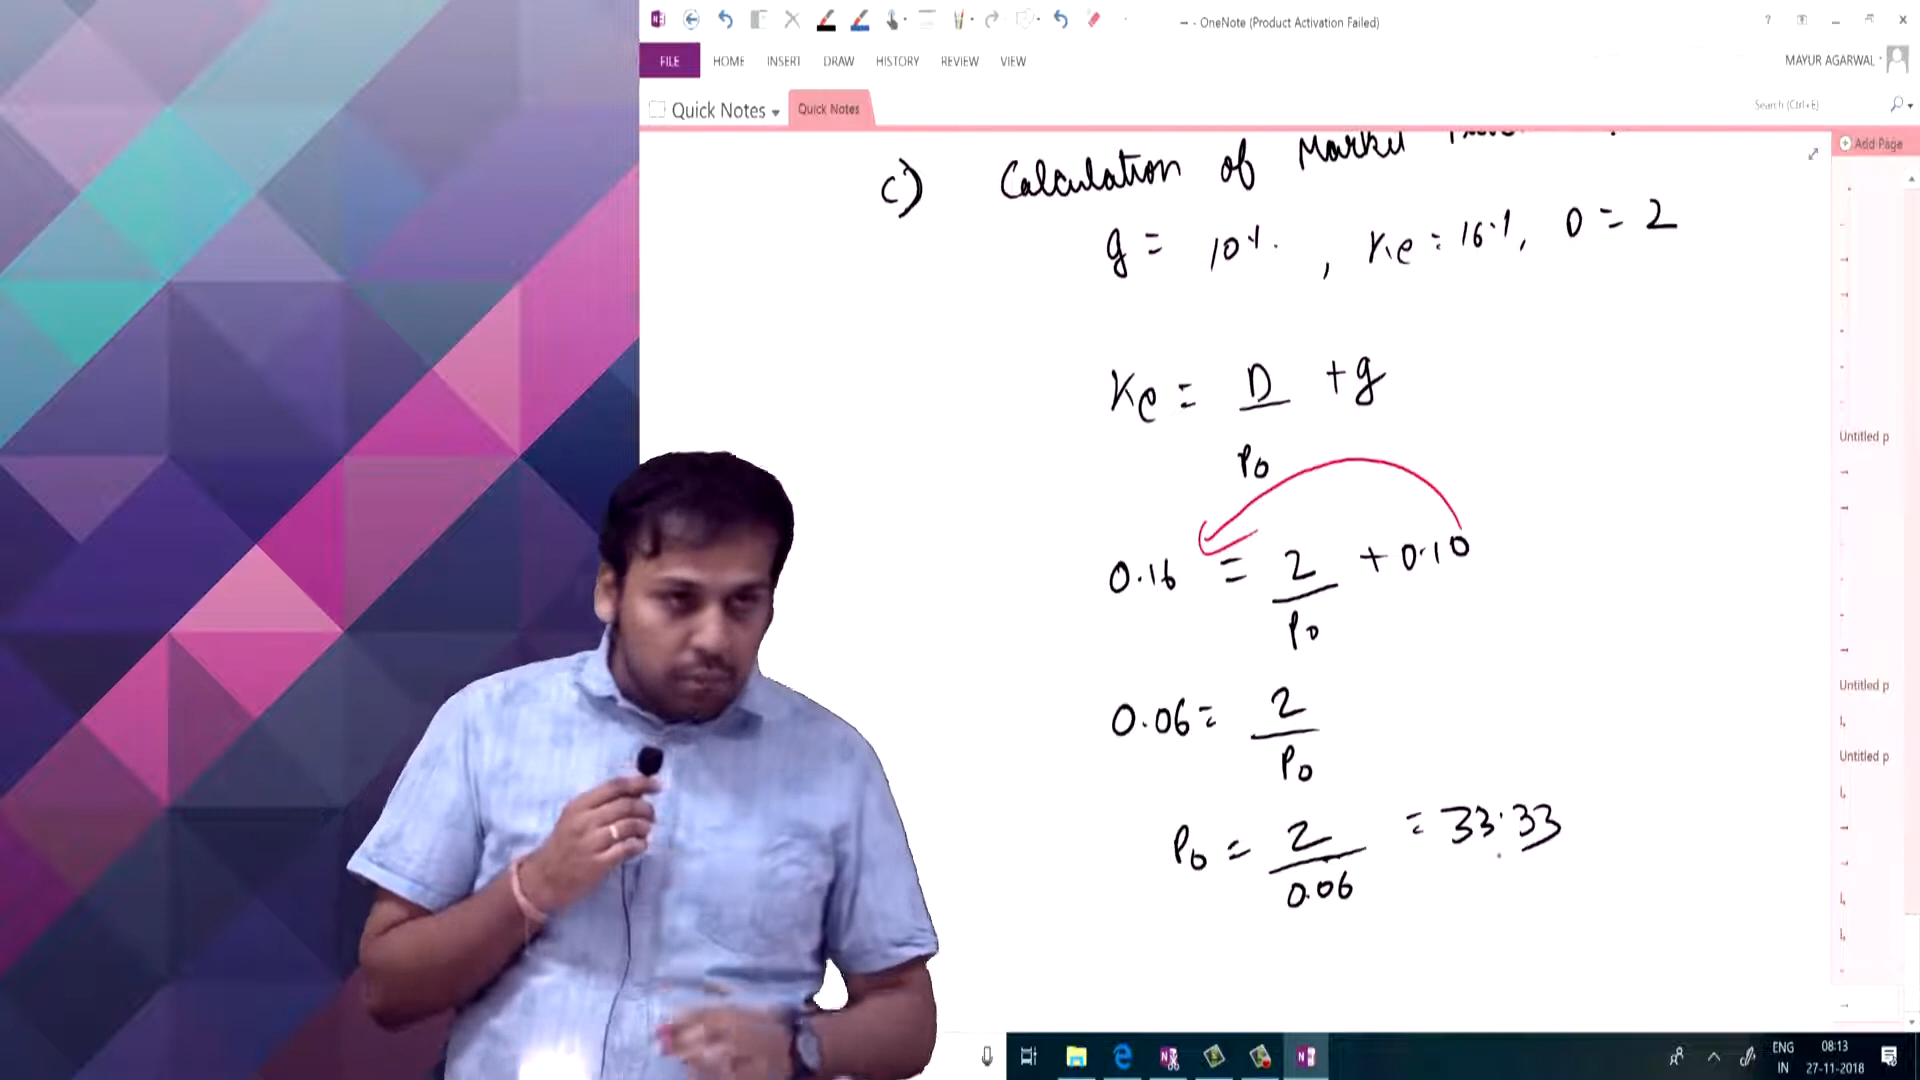 - OneNote (Product Activation Failed)
?
FILE HOME INSERT DRAW HISTORY REVIEW VIEW
MAYUR AGARWAL
Quick Notes
Quick Notes
Search (Ctrl+E)
Add Page
c) Calculation of
g = 10%, Ke = 16%, D = 2
Ke = D/P0 + g
0.16 = 2/P0 + 0.10
0.06 = 2/P0
P0 = 2/0.06 = 33.33
Untitled p
Untitled p
Untitled p
ENG
IN
08:13
27-11-2018